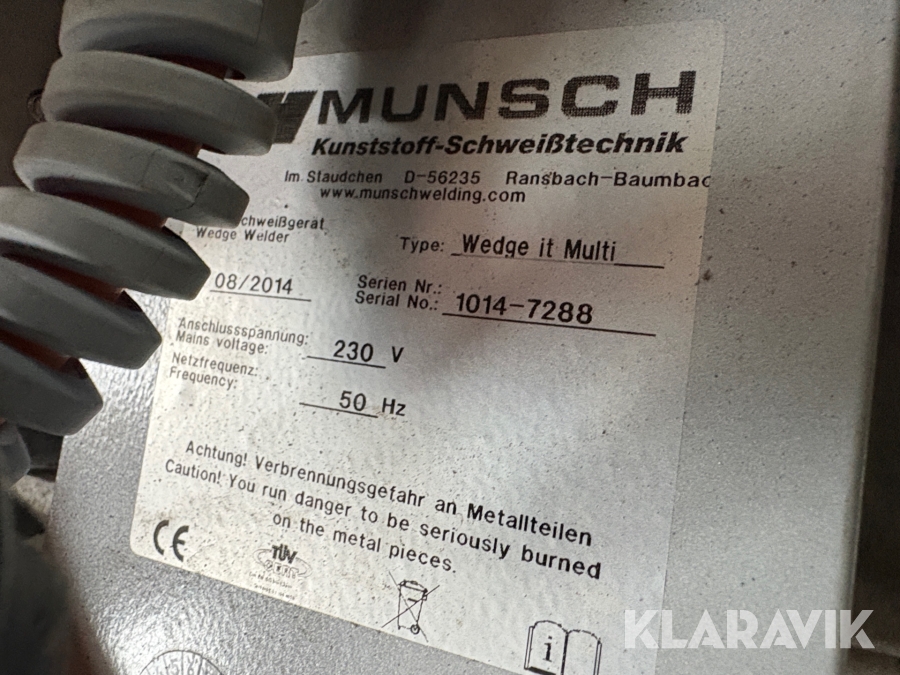 MUNSCH
Kunststoff-Schweißtechnik
Im Staudchen D-56235 Ransbach-Baumbac
www.munschwelding.com
chweißgerät
Wedge Welder
Type: Wedge it Multi
08/2014
Serien Nr.:
Serial No.: 1014-7288
Anschlussspannung:
Mains voltage: 230 V
Netzfrequenz:
Frequency: 50 Hz
Achtung! Verbrennungsgefahr an Metallteilen
Caution! You run danger to be seriously burned
on the metal pieces.
CE
TÜV
i
KLARAVIK